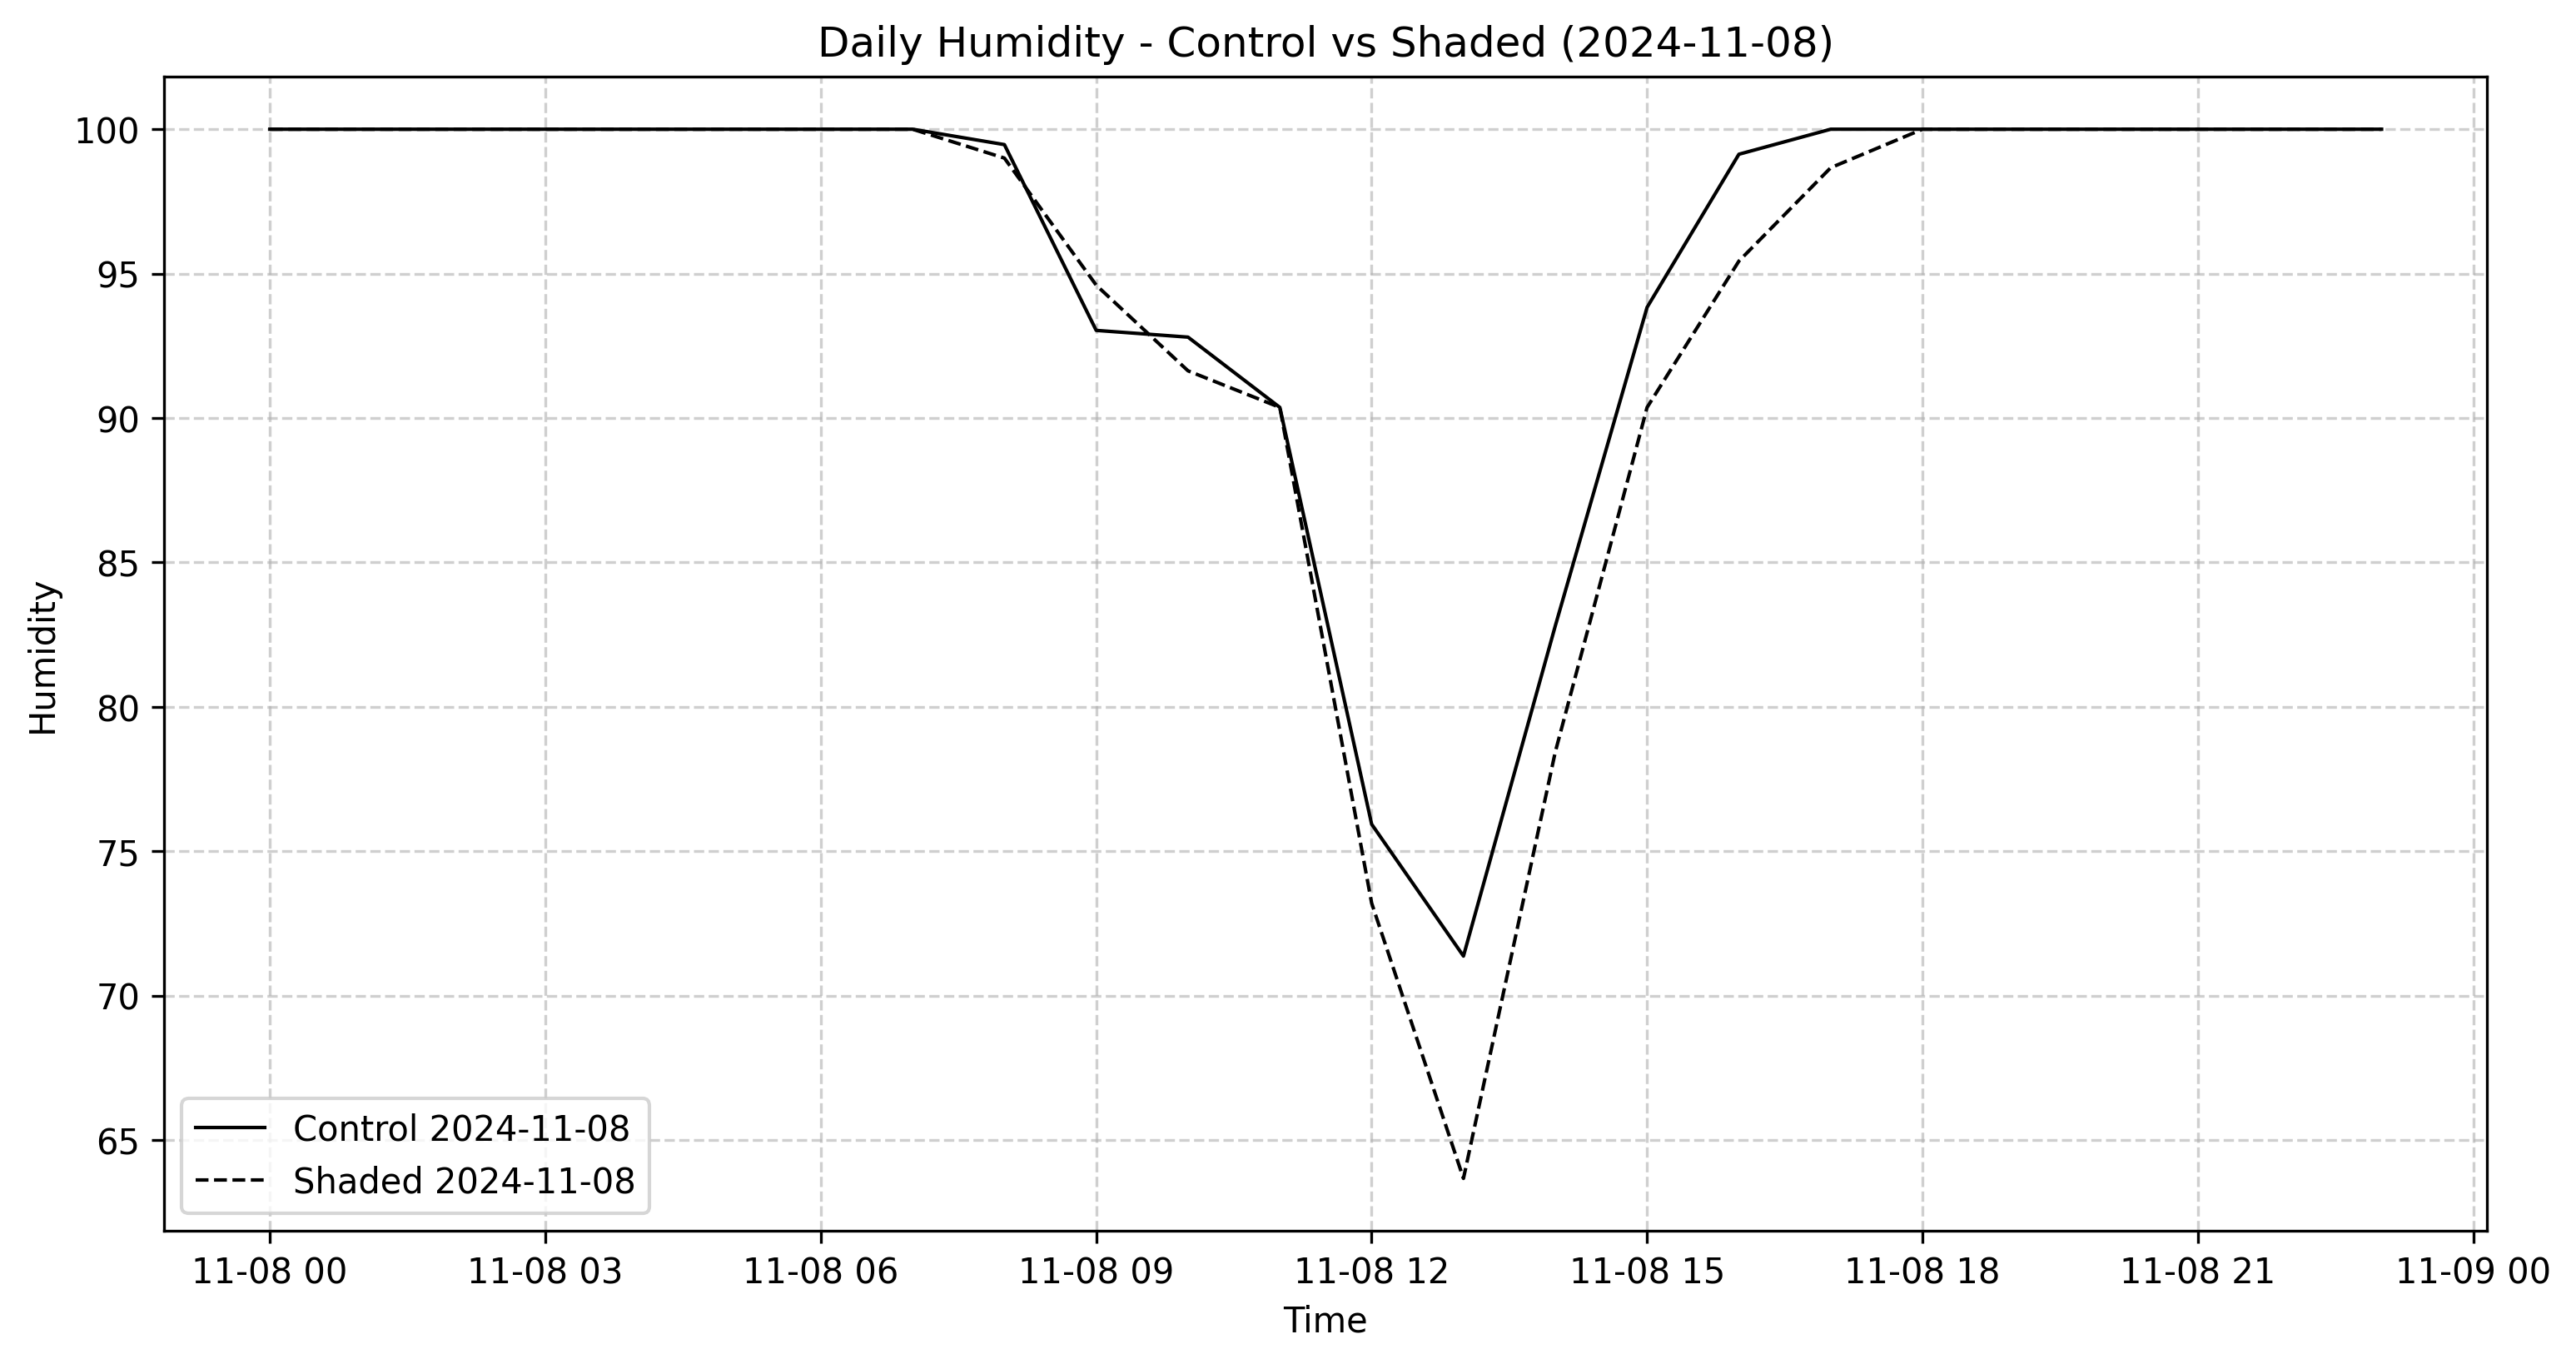 Daily Humidity - Control vs Shaded (2024-11-08)
Humidity
100
95
90
85
80
75
70
65
Control 2024-11-08
Shaded 2024-11-08
11-08 00 11-08 03 11-08 06 11-08 09 11-08 12 11-08 15 11-08 18 11-08 21 11-09 00
Time